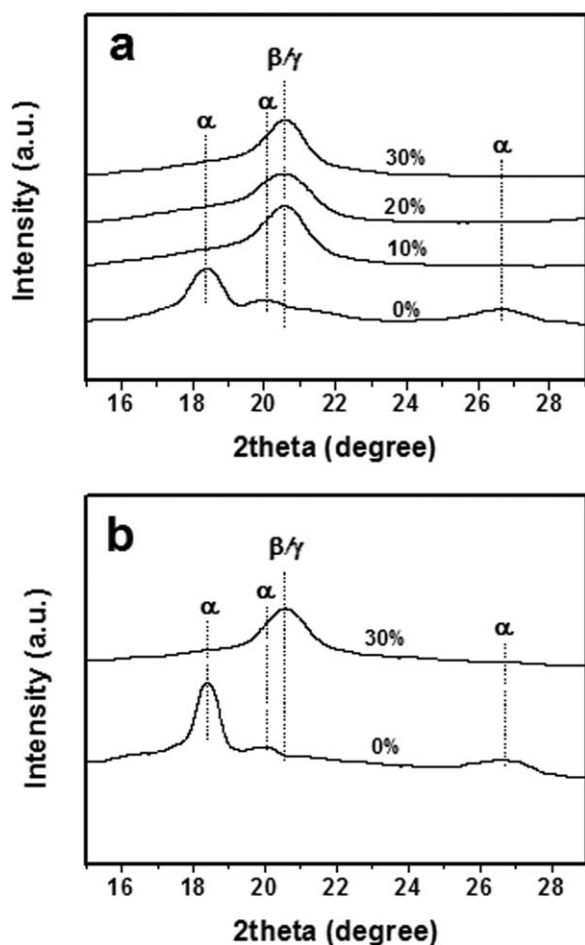 a
β/γ
α
α
α
30%
20%
10%
0%
Intensity (a.u.)
16 18 20 22 24 26 28
2theta (degree)
b
β/γ
α
α
α
30%
0%
Intensity (a.u.)
16 18 20 22 24 26 28
2theta (degree)